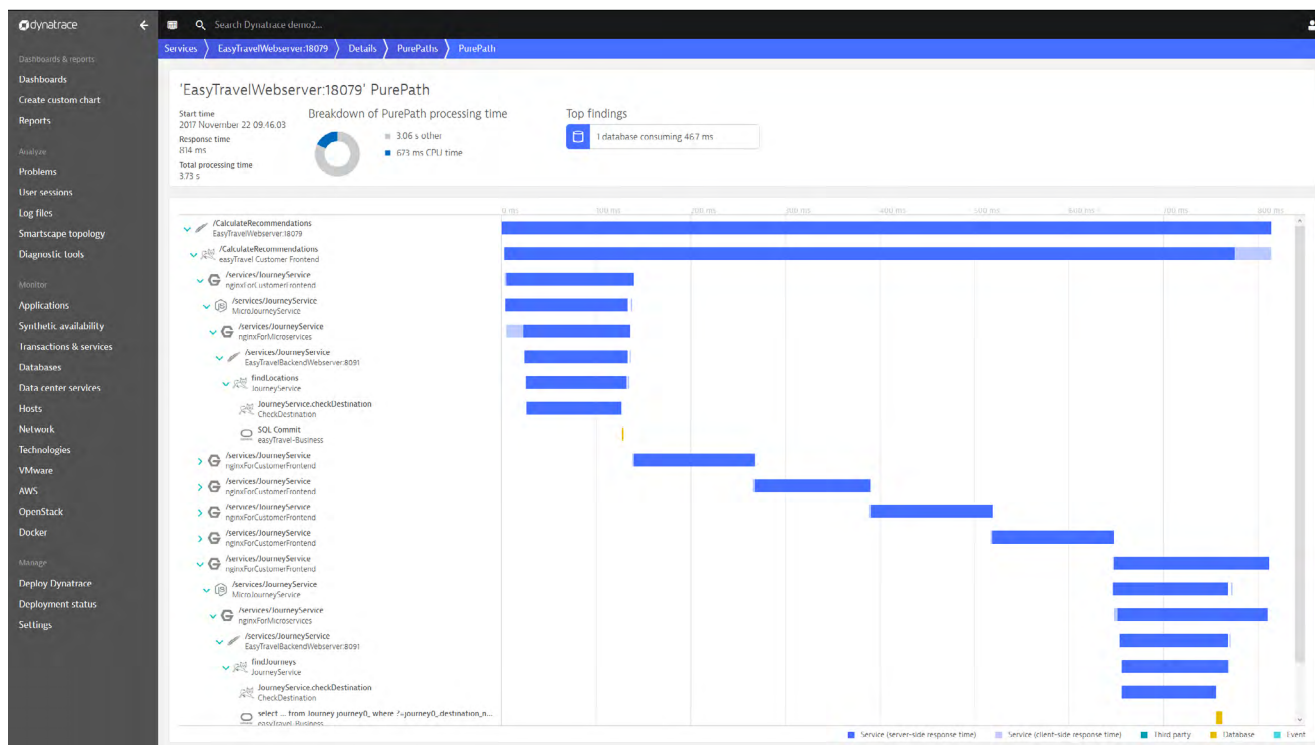 dynatrace
Search Dynatrace demo2...
Services
EasyTravelWebserver:18079
Details
PurePaths
PurePath
Dashboards & reports
Dashboards
Create custom chart
Reports
Analyze
Problems
User sessions
Log files
Smartscape topology
Diagnostic tools
Monitor
Applications
Synthetic availability
Transactions & services
Databases
Data center services
Hosts
Network
Technologies
VMware
AWS
OpenStack
Docker
Manage
Deploy Dynatrace
Deployment status
Settings
'EasyTravelWebserver:18079' PurePath
Start time
2017 November 22 09:46:03
Response time
814 ms
Total processing time
3.73 s
Breakdown of PurePath processing time
3.06 s other
673 ms CPU time
Top findings
1 database consuming 467 ms
0 ms 100 ms 200 ms 300 ms 400 ms 500 ms 600 ms 700 ms 800 ms
/CalculateRecommendations
EasyTravelWebserver:18079
/CalculateRecommendations
easyTravel Customer Frontend
/services/JourneyService
nginxForCustomerFrontend
/services/JourneyService
MicroJourneyService
/services/JourneyService
nginxForMicroservices
/services/JourneyService
EasyTravelBackendWebserver:8091
findLocations
JourneyService
JourneyService.checkDestination
CheckDestination
SQL Commit
easyTravel-Business
/services/JourneyService
nginxForCustomerFrontend
/services/JourneyService
nginxForCustomerFrontend
/services/JourneyService
nginxForCustomerFrontend
/services/JourneyService
nginxForCustomerFrontend
/services/JourneyService
nginxForCustomerFrontend
/services/JourneyService
MicroJourneyService
/services/JourneyService
nginxForMicroservices
/services/JourneyService
EasyTravelBackendWebserver:8091
findJourneys
JourneyService
JourneyService.checkDestination
CheckDestination
select ... from Journey journey0_ where ?=journey0_.destination_n...
easyTravel-Business
Service (server-side response time)
Service (client-side response time)
Third party
Database
Event